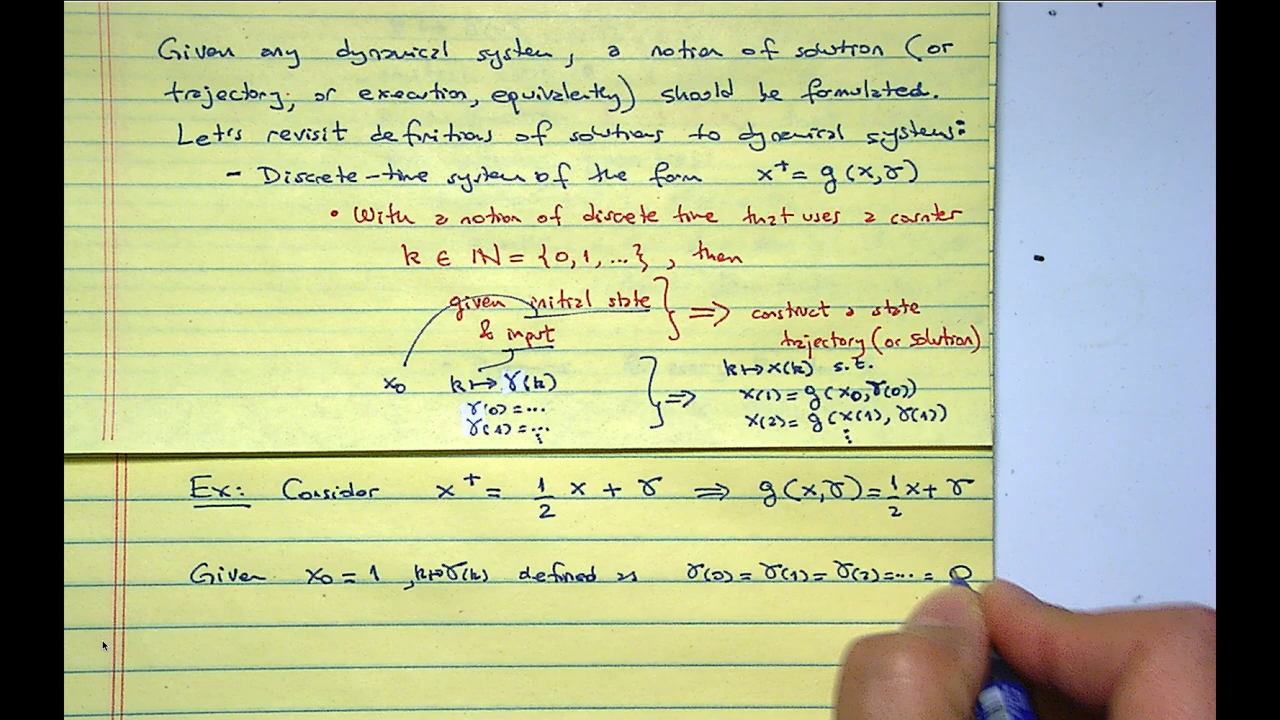 Given any dynamical system, a notion of solution (or
trajectory, or execution, equivalently) should be formulated.
Let's revisit definitions of solutions to dynamical systems:
- Discrete-time system of the form x⁺ = g(x,γ)
• With a notion of discrete time that uses a counter
k ∈ ℕ = {0,1,...}, then
given initial state } ⇒ construct a state
& input trajectory (or solution)
x₀ k ↦ γ(k) } ⇒ k ↦ x(k) s.t.
γ(0) = ... x(1) = g(x₀, γ(0))
γ(1) = ... x(2) = g(x(1), γ(1))
⋮ ⋮
Ex: Consider x⁺ = 1/2 x + γ ⇒ g(x,γ) = 1/2 x + γ
Given x₀ = 1, k ↦ γ(k) defined as γ(0) = γ(1) = γ(2) = ... = 0